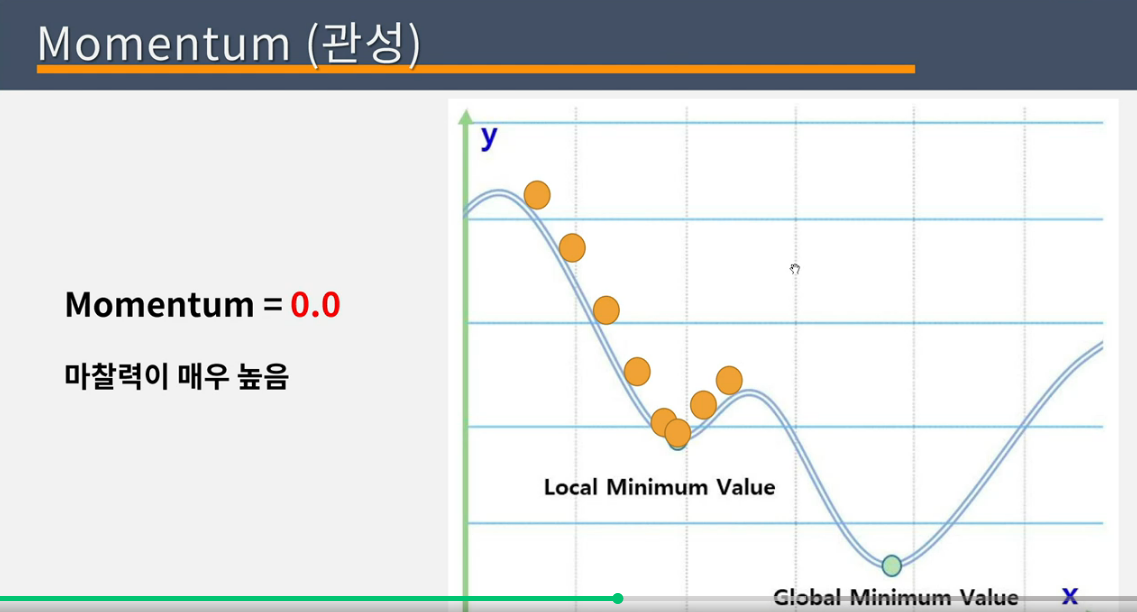 Momentum (관성)
y
Momentum = 0.0
마찰력이 매우 높음
Local Minimum Value
Global Minimum Value
x